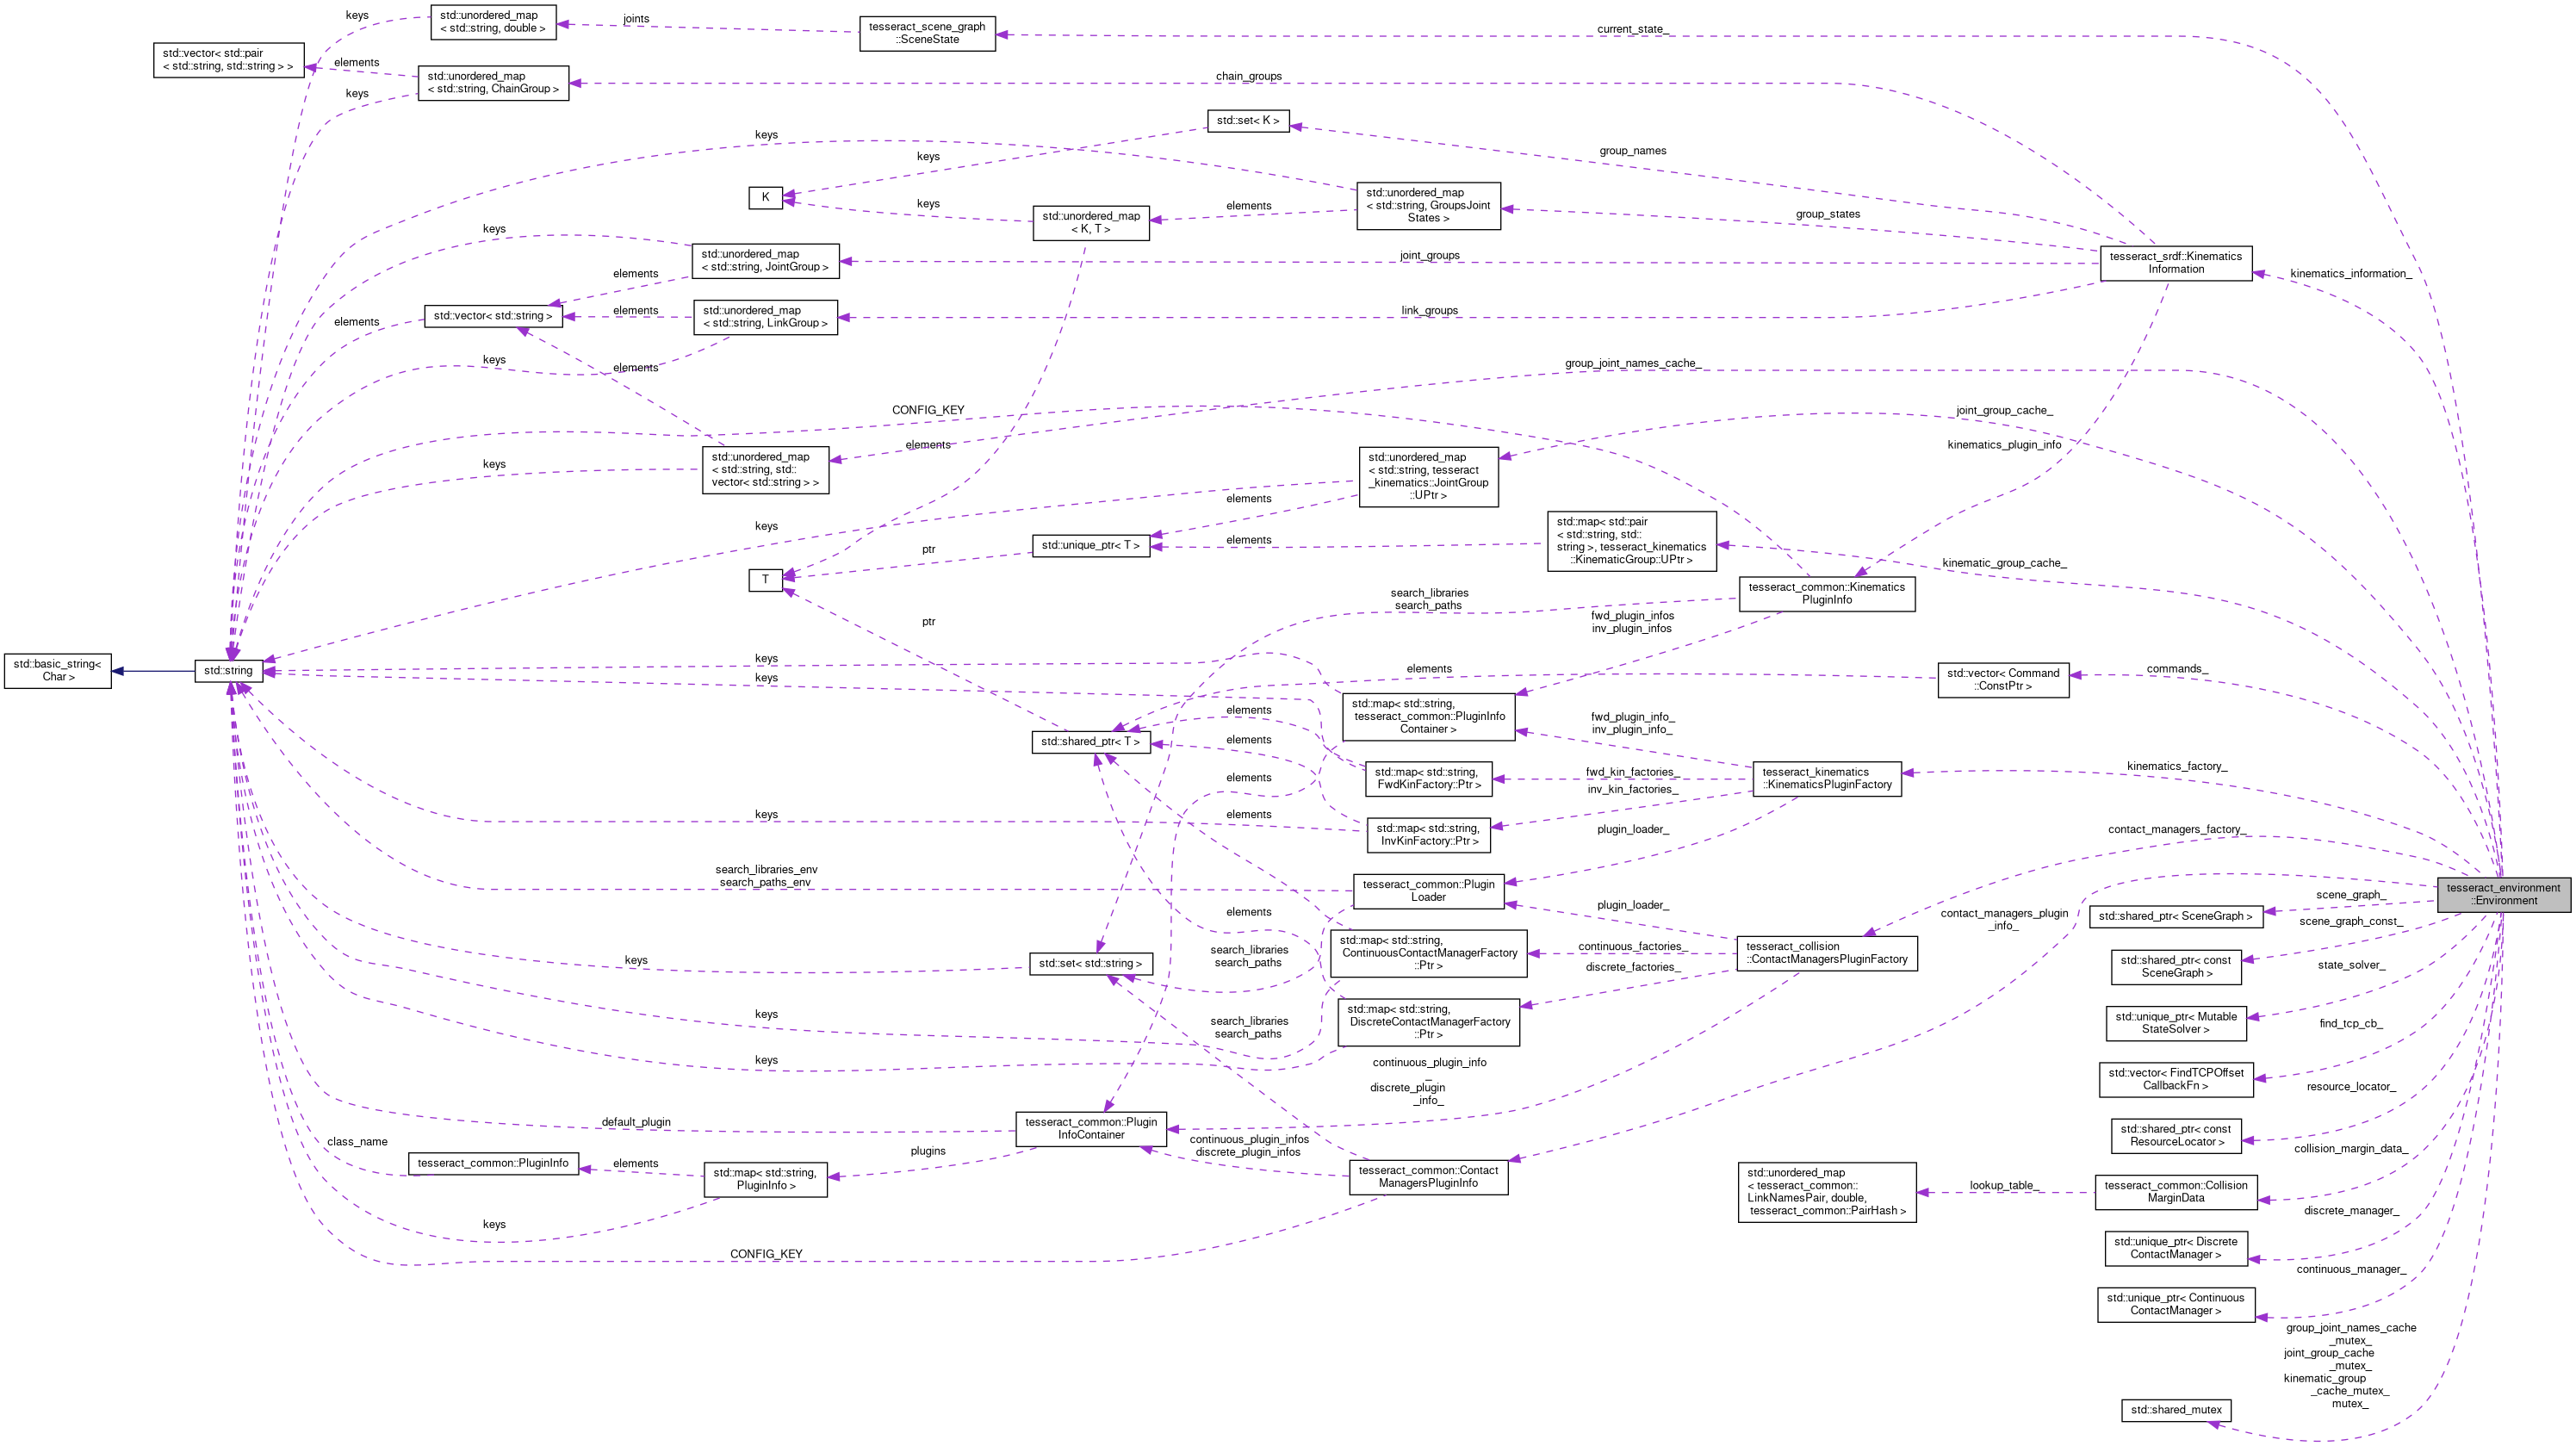 keys
std::unordered_map
< std::string, double >
joints
tesseract_scene_graph
::SceneState
current_state_
std::vector< std::pair
< std::string, std::string > >
elements
std::unordered_map
< std::string, ChainGroup >
chain_groups
keys
std::set< K >
keys
group_names
keys
K
keys
std::unordered_map
< K, T >
elements
std::unordered_map
< std::string, GroupsJoint
States >
group_states
keys
std::unordered_map
< std::string, JointGroup >
joint_groups
tesseract_srdf::Kinematics
Information
kinematics_information_
elements
std::vector< std::string >
elements
elements
std::unordered_map
< std::string, LinkGroup >
link_groups
keys
elements
group_joint_names_cache_
CONFIG_KEY
joint_group_cache_
elements
kinematics_plugin_info
keys
std::unordered_map
< std::string, std::
vector< std::string > >
std::unordered_map
< std::string, tesseract
_kinematics::JointGroup
::UPtr >
elements
keys
ptr
std::unique_ptr< T >
elements
std::map< std::pair
< std::string, std::
string >, tesseract_kinematics
::KinematicGroup::UPtr >
kinematic_group_cache_
T
tesseract_common::Kinematics
PluginInfo
search_libraries
search_paths
fwd_plugin_infos
inv_plugin_infos
ptr
std::basic_string<
Char >
std::string
keys
keys
elements
std::vector< Command
::ConstPtr >
commands_
std::map< std::string,
tesseract_common::PluginInfo
Container >
elements
fwd_plugin_info_
inv_plugin_info_
std::shared_ptr< T >
elements
elements
std::map< std::string,
FwdKinFactory::Ptr >
fwd_kin_factories_
inv_kin_factories_
tesseract_kinematics
::KinematicsPluginFactory
kinematics_factory_
keys
elements
std::map< std::string,
InvKinFactory::Ptr >
plugin_loader_
contact_managers_factory_
search_libraries_env
search_paths_env
tesseract_common::Plugin
Loader
plugin_loader_
contact_managers_plugin
_info_
tesseract_environment
::Environment
scene_graph_
std::shared_ptr< SceneGraph >
scene_graph_const_
elements
std::map< std::string,
ContinuousContactManagerFactory
::Ptr >
continuous_factories_
discrete_factories_
tesseract_collision
::ContactManagersPluginFactory
search_libraries
search_paths
keys
std::set< std::string >
std::shared_ptr< const
SceneGraph >
state_solver_
std::map< std::string,
DiscreteContactManagerFactory
::Ptr >
keys
search_libraries
search_paths
std::unique_ptr< Mutable
StateSolver >
find_tcp_cb_
keys
continuous_plugin_info
_
discrete_plugin
_info_
std::vector< FindTCPOffset
CallbackFn >
resource_locator_
default_plugin
tesseract_common::Plugin
InfoContainer
class_name
tesseract_common::PluginInfo
elements
std::map< std::string,
PluginInfo >
plugins
continuous_plugin_infos
discrete_plugin_infos
tesseract_common::Contact
ManagersPluginInfo
std::shared_ptr< const
ResourceLocator >
collision_margin_data_
std::unordered_map
< tesseract_common::
LinkNamesPair, double,
tesseract_common::PairHash >
lookup_table_
tesseract_common::Collision
MarginData
keys
CONFIG_KEY
discrete_manager_
std::unique_ptr< Discrete
ContactManager >
continuous_manager_
std::unique_ptr< Continuous
ContactManager >
group_joint_names_cache
_mutex_
joint_group_cache
_mutex_
kinematic_group
_cache_mutex_
mutex_
std::shared_mutex